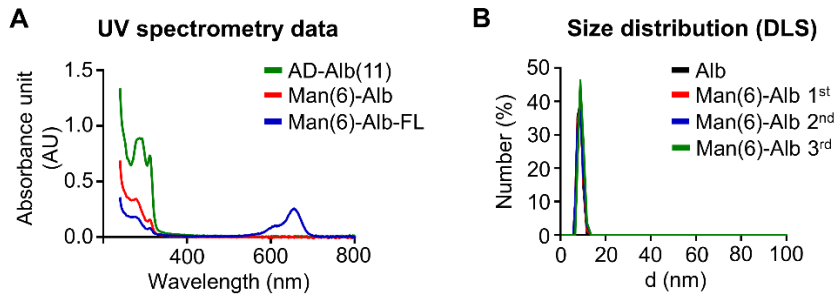 A
UV spectrometry data
Absorbance unit
(AU)
1.5
1.0
0.5
0.0
400
600
800
Wavelength (nm)
AD-Alb(11)
Man(6)-Alb
Man(6)-Alb-FL
B
Size distribution (DLS)
Number (%)
50
40
30
20
10
0
0
20
40
60
80
100
d (nm)
Alb
Man(6)-Alb 1st
Man(6)-Alb 2nd
Man(6)-Alb 3rd